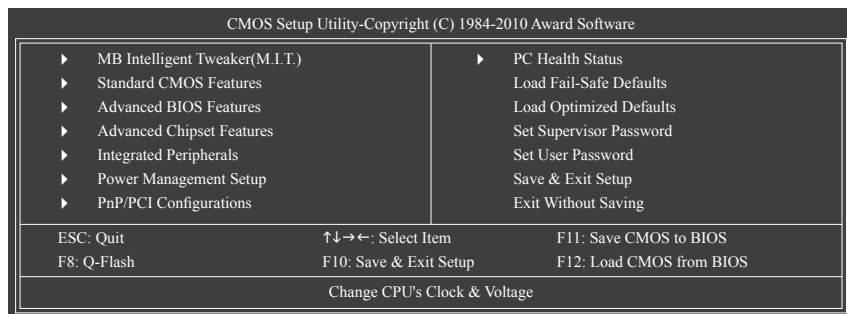 CMOS Setup Utility-Copyright (C) 1984-2010 Award Software
MB Intelligent Tweaker(M.I.T.)
Standard CMOS Features
Advanced BIOS Features
Advanced Chipset Features
Integrated Peripherals
Power Management Setup
PnP/PCI Configurations
PC Health Status
Load Fail-Safe Defaults
Load Optimized Defaults
Set Supervisor Password
Set User Password
Save & Exit Setup
Exit Without Saving
ESC: Quit ↑↓→←: Select Item F11: Save CMOS to BIOS
F8: Q-Flash F10: Save & Exit Setup F12: Load CMOS from BIOS
Change CPU's Clock & Voltage